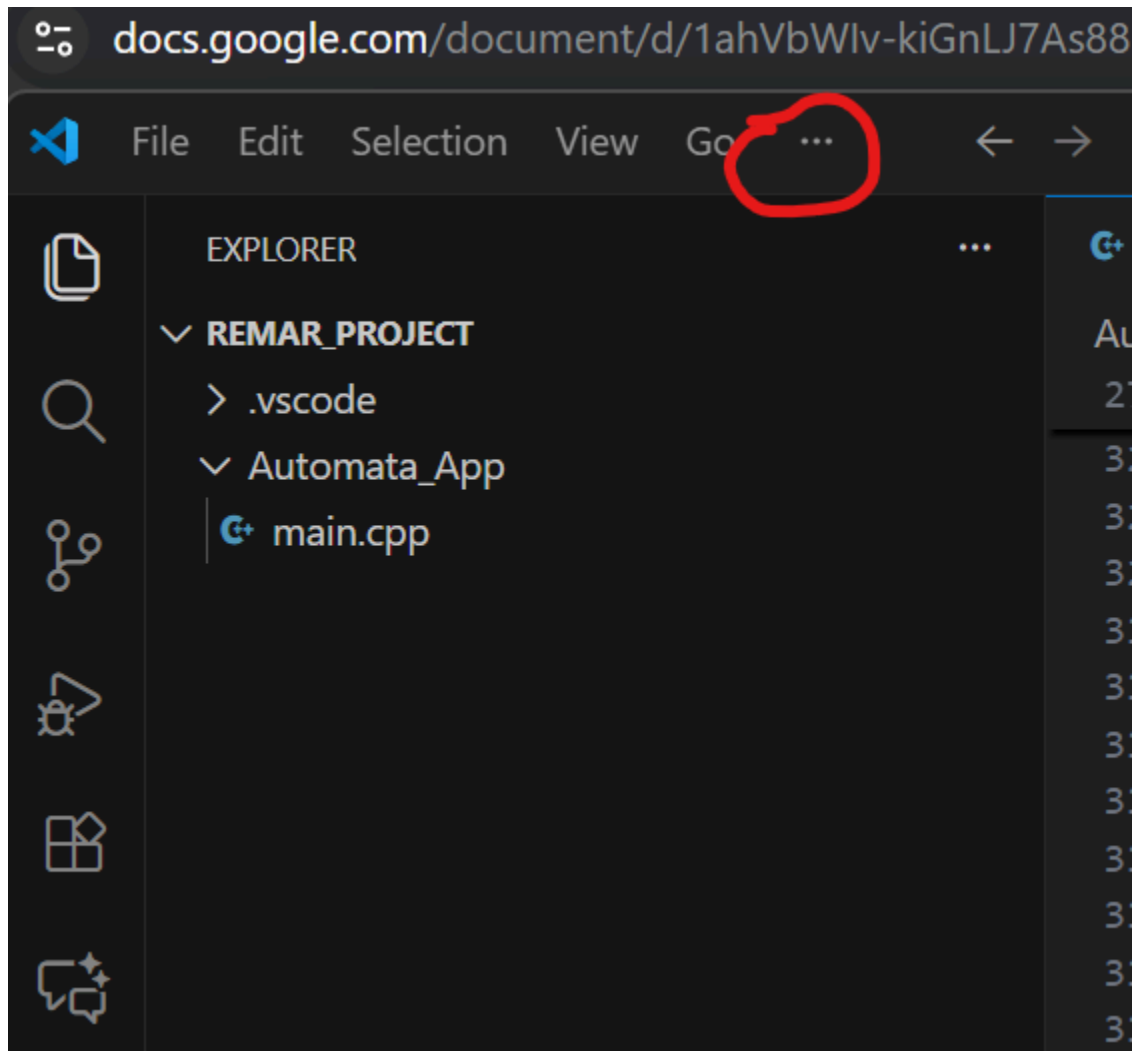 docs.google.com/document/d/1ahVbWIv-kiGnLJ7As88
File Edit Selection View Go ...
EXPLORER ...
REMAR_PROJECT
.vscode
Automata_App
main.cpp